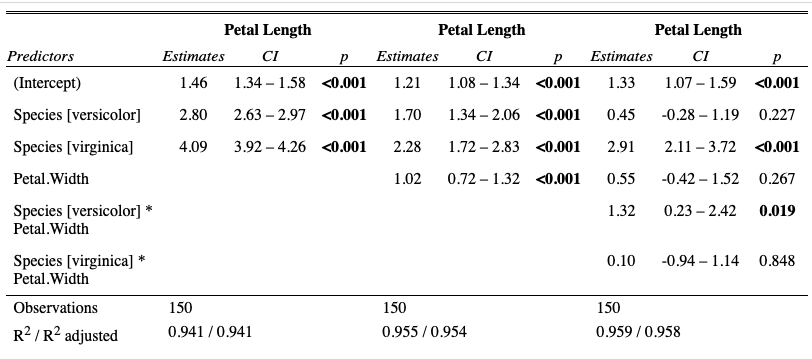 Petal Length Petal Length Petal Length
Predictors Estimates CI p Estimates CI p Estimates CI p
(Intercept) 1.46 1.34 – 1.58 <0.001 1.21 1.08 – 1.34 <0.001 1.33 1.07 – 1.59 <0.001
Species [versicolor] 2.80 2.63 – 2.97 <0.001 1.70 1.34 – 2.06 <0.001 0.45 -0.28 – 1.19 0.227
Species [virginica] 4.09 3.92 – 4.26 <0.001 2.28 1.72 – 2.83 <0.001 2.91 2.11 – 3.72 <0.001
Petal.Width 1.02 0.72 – 1.32 <0.001 0.55 -0.42 – 1.52 0.267
Species [versicolor] * 1.32 0.23 – 2.42 0.019
Petal.Width
Species [virginica] * 0.10 -0.94 – 1.14 0.848
Petal.Width
Observations 150 150 150
R² / R² adjusted 0.941 / 0.941 0.955 / 0.954 0.959 / 0.958